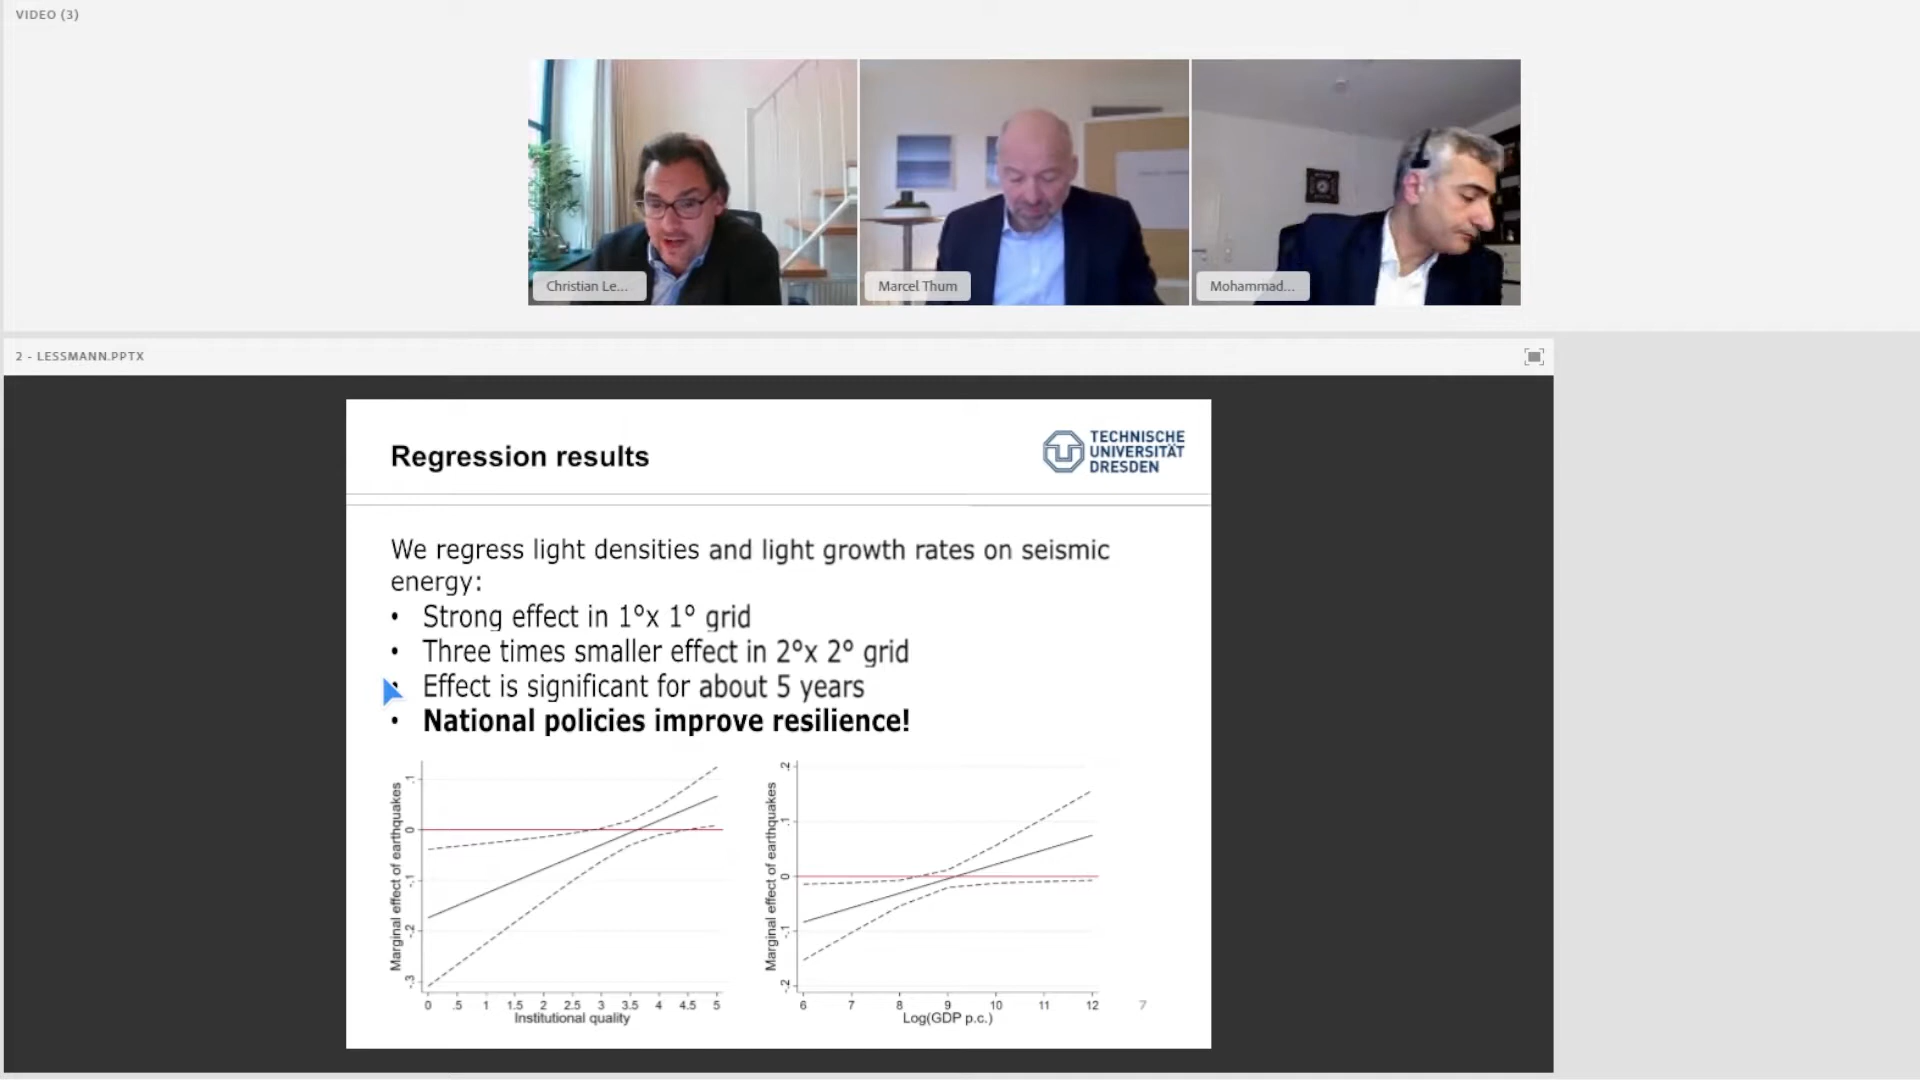 VIDEO (3)
Christian Le...
Marcel Thum
Mohammad...
2 - LESSMANN.PPTX
Regression results
TECHNISCHE
UNIVERSITÄT
DRESDEN
We regress light densities and light growth rates on seismic
energy:
• Strong effect in 1°x 1° grid
• Three times smaller effect in 2°x 2° grid
• Effect is significant for about 5 years
• National policies improve resilience!
Marginal effect of earthquakes
.1
0
-.1
-.2
-.3
0 .5 1 1.5 2 2.5 3 3.5 4 4.5 5
Institutional quality
Marginal effect of earthquakes
.2
.1
0
-.1
-.2
6 7 8 9 10 11 12
Log(GDP p.c.)
7